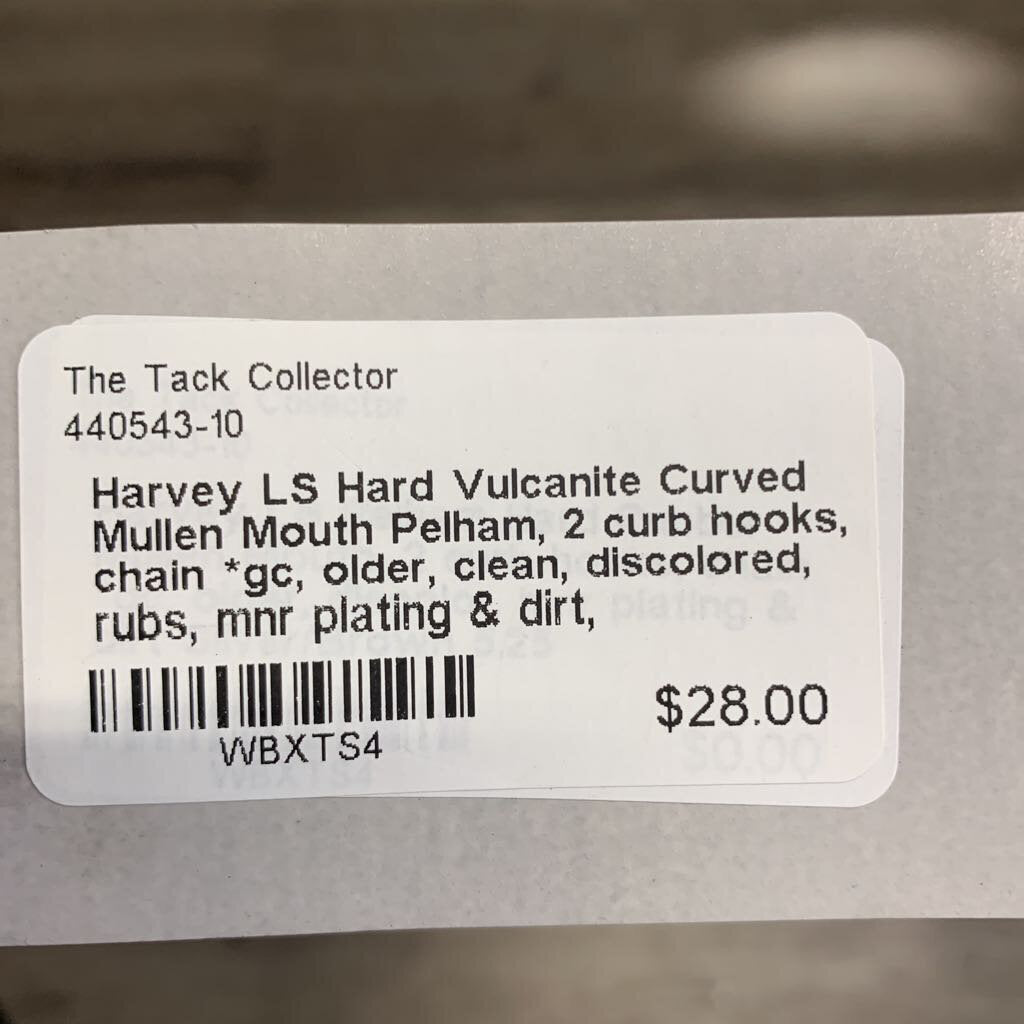 The Tack Collector
440543-10
Harvey LS Hard Vulcanite Curved
Mullen Mouth Pelham, 2 curb hooks,
chain *gc, older, clean, discolored,
rubs, mnr plating & dirt,
$28.00
WBXTS4